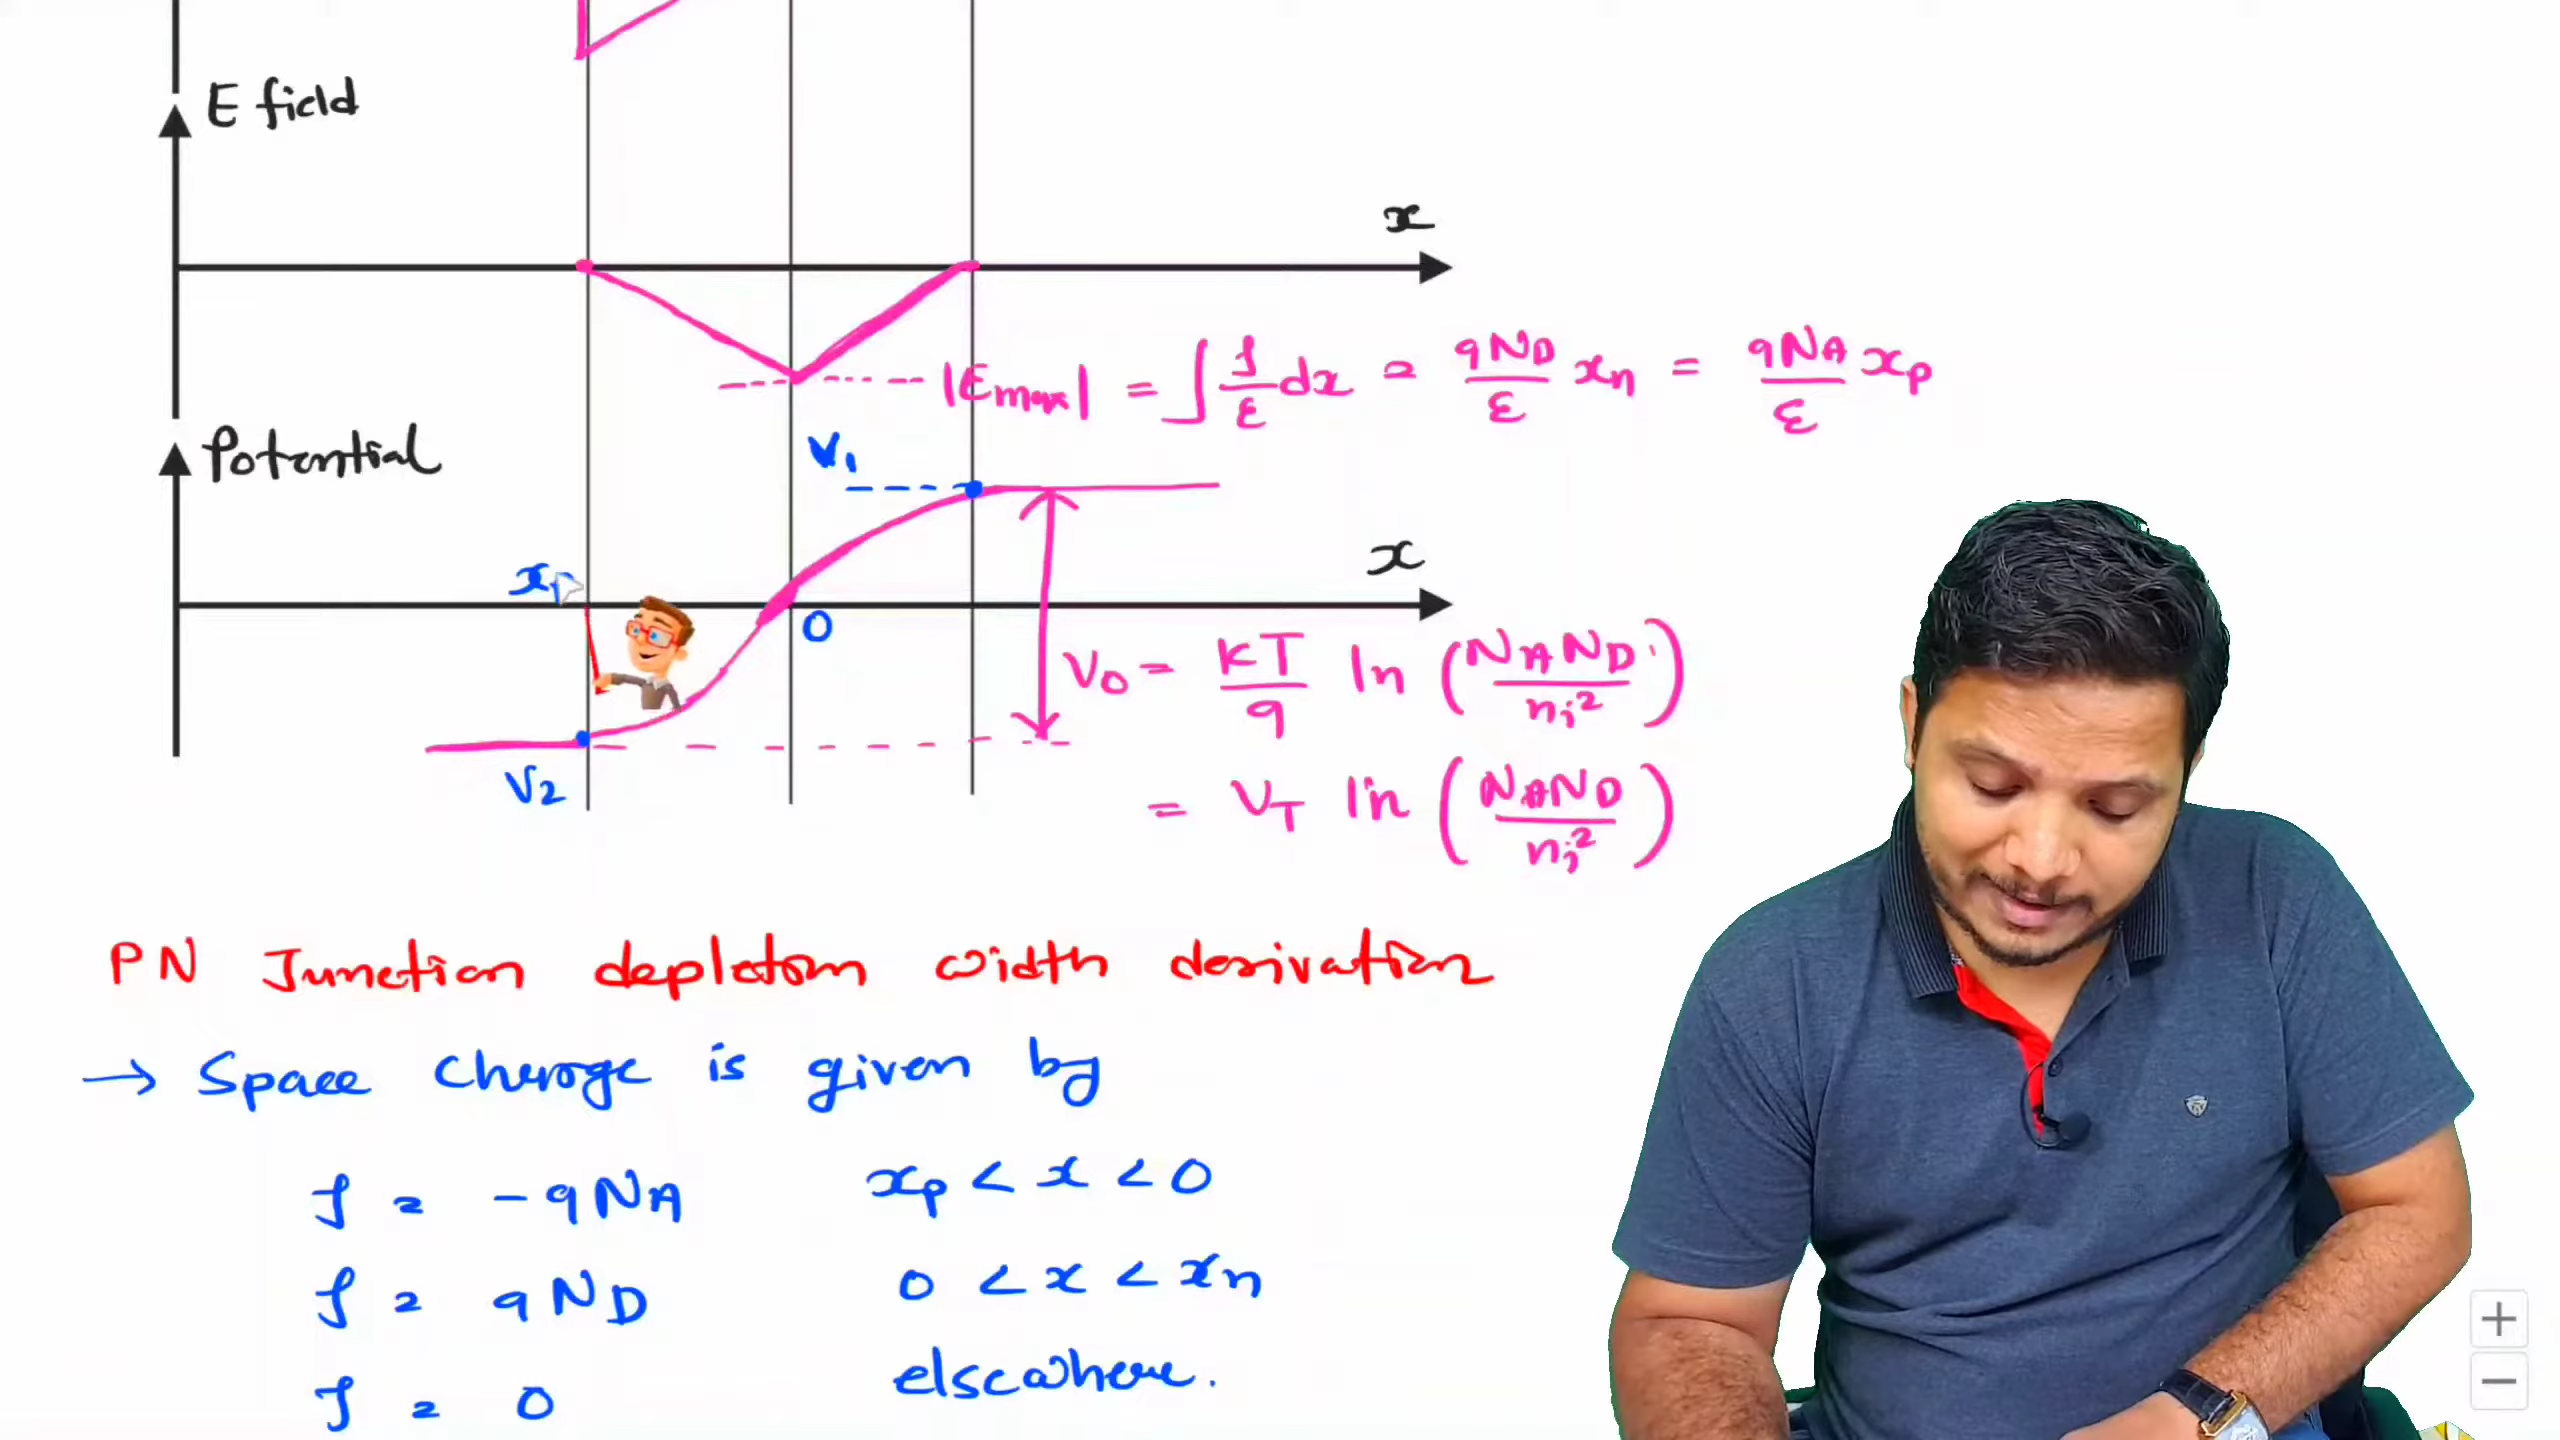 E field
x
|Emax| = ∫ ρ/ε dx = qND/ε xn = qNA/ε xp
Potential
V1
x
xp
0
V0 = KT/q ln (NAND/ni²)
V2
= VT ln (NAND/ni²)
PN Junction depletom width derivation
→ Space Charge is given by
ρ = -qNA xp < x < 0
ρ = qND 0 < x < xn
ρ = 0 elsewhere.